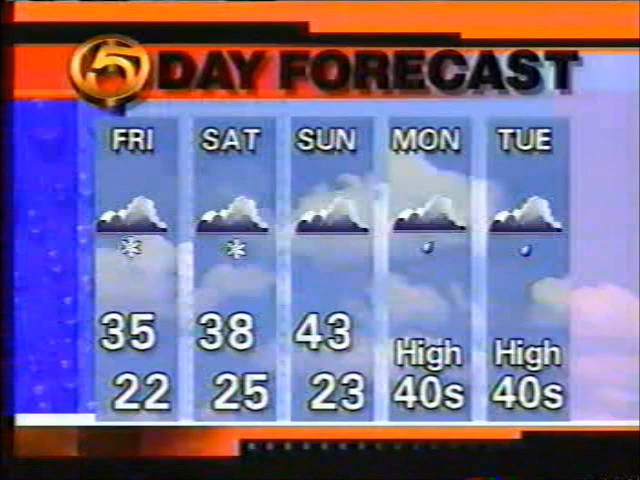 5 DAY FORECAST
FRI SAT SUN MON TUE
35 38 43 High High
22 25 23 40s 40s